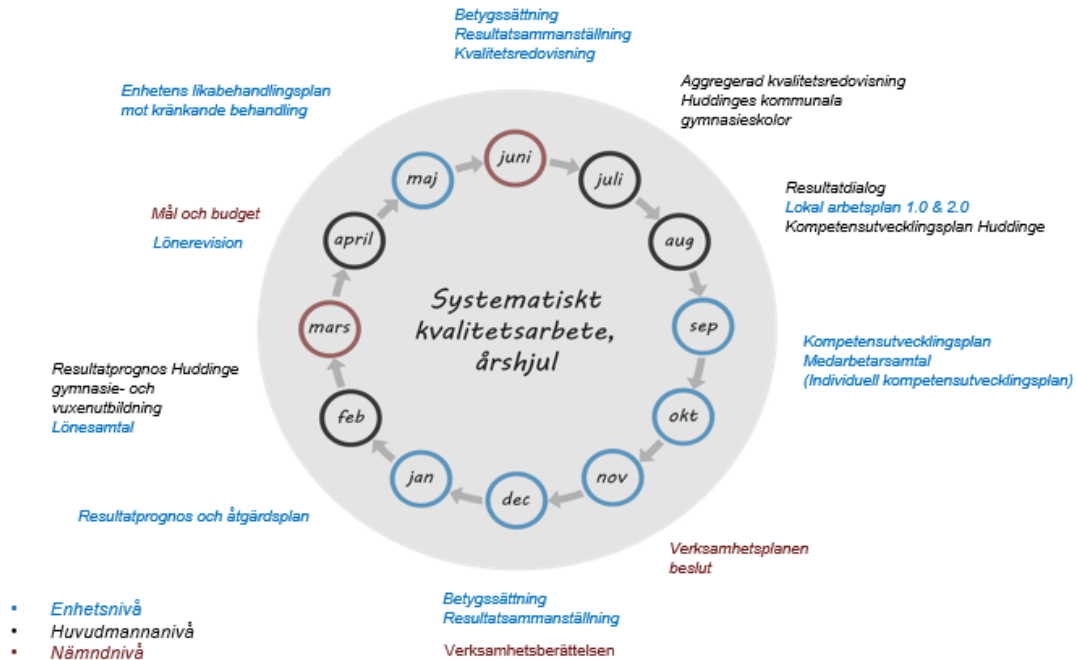 Betygssättning
Resultatsammanställning
Kvalitetsredovisning
Aggregerad kvalitetsredovisning
Huddinges kommunala
gymnasieskolor
Enhetens likabehandlingsplan
mot kränkande behandling
juni
maj
juli
Resultatdialog
Lokal arbetsplan 1.0 & 2.0
Kompetensutvecklingsplan Huddinge
Mål och budget
Lönerevision
april
aug
Systematiskt
kvalitetsarbete,
årshjul
mars
sep
Kompetensutvecklingsplan
Medarbetarsamtal
(Individuell kompetensutvecklingsplan)
Resultatprognos Huddinge
gymnasie- och
vuxenutbildning
Lönesamtal
feb
okt
jan
nov
dec
Resultatprognos och åtgärdsplan
Verksamhetsplanen
beslut
Betygssättning
Resultatsammanställning
Verksamhetsberättelsen
• Enhetsnivå
• Huvudmannanivå
• Nämndnivå